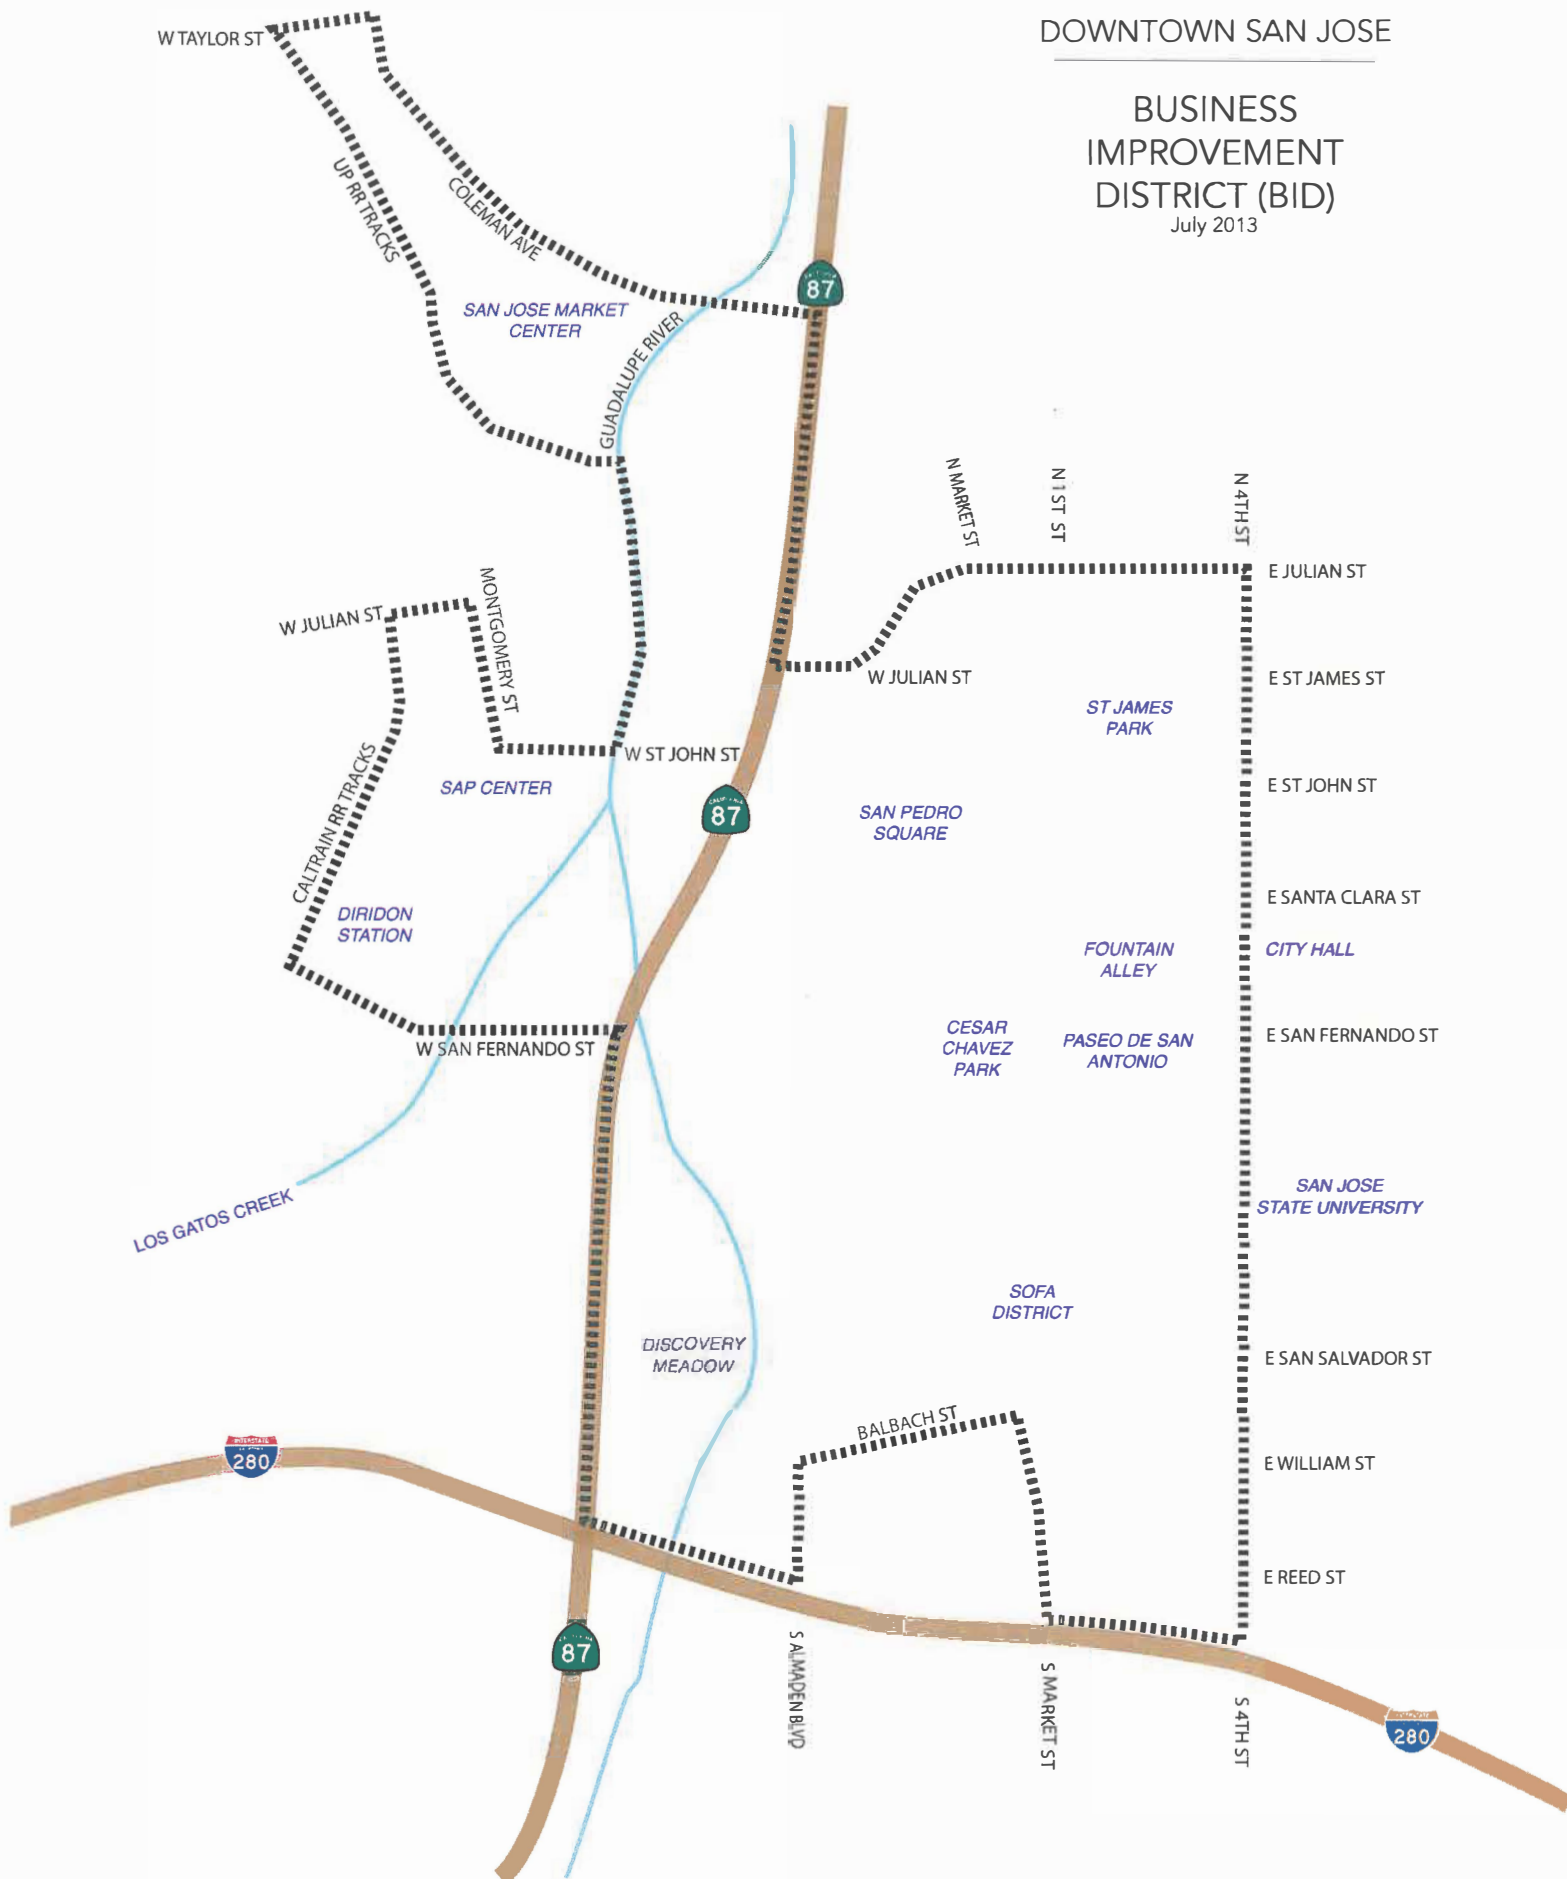 DOWNTOWN SAN JOSE
BUSINESS
IMPROVEMENT
DISTRICT (BID)
July 2013
W TAYLOR ST
UP RR TRACKS
COLEMAN AVE
SAN JOSE MARKET
CENTER
GUADALUPE RIVER
87
N MARKET ST
N 1ST ST
N 4TH ST
E JULIAN ST
W JULIAN ST
MONTGOMERY ST
W JULIAN ST
E ST JAMES ST
ST JAMES
PARK
W ST JOHN ST
CALTRAIN RR TRACKS
SAP CENTER
87
SAN PEDRO
SQUARE
E ST JOHN ST
DIRIDON
STATION
E SANTA CLARA ST
FOUNTAIN
ALLEY
CITY HALL
W SAN FERNANDO ST
CESAR
CHAVEZ
PARK
PASEO DE SAN
ANTONIO
E SAN FERNANDO ST
LOS GATOS CREEK
SAN JOSE
STATE UNIVERSITY
SOFA
DISTRICT
DISCOVERY
MEADOW
E SAN SALVADOR ST
BALBACH ST
INTERSTATE
280
E WILLIAM ST
E REED ST
87
S ALMADEN BLVD
S MARKET ST
S 4TH ST
280